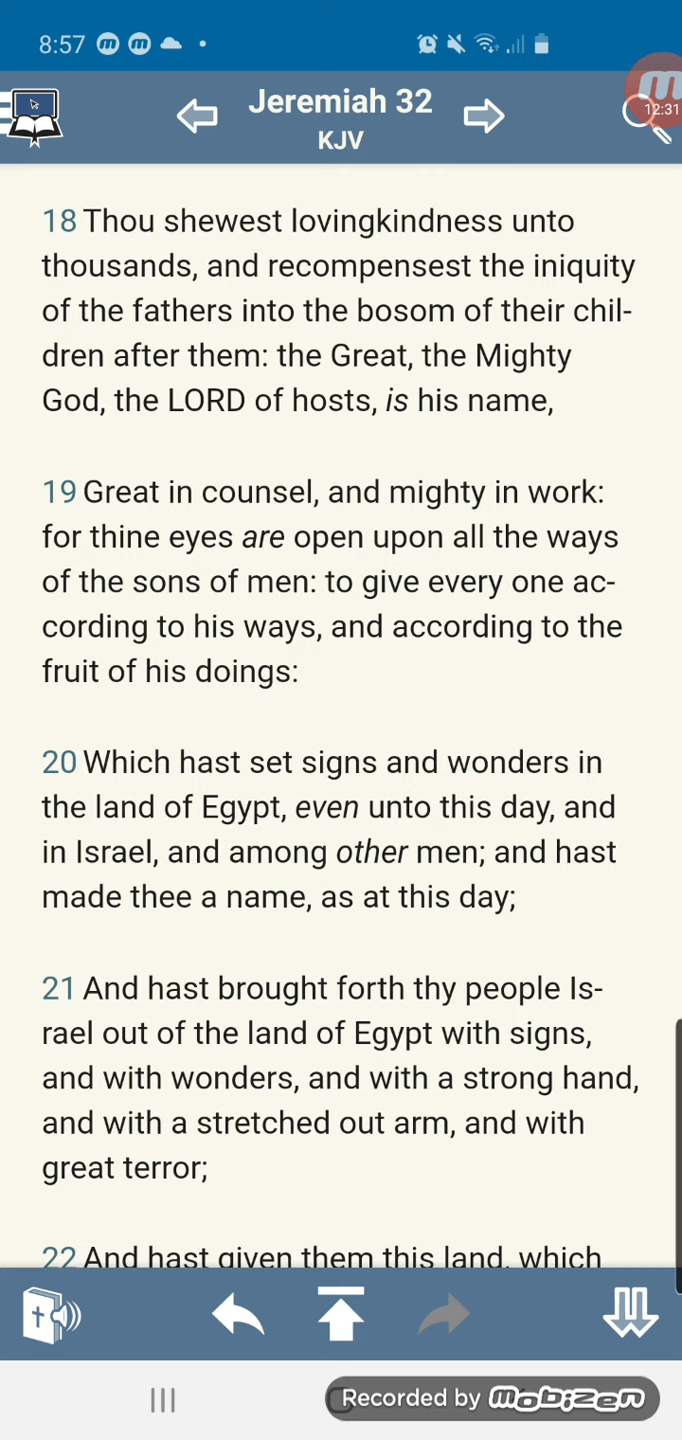 8:57
12:31
Jeremiah 32
KJV
18 Thou shewest lovingkindness unto
thousands, and recompensest the iniquity
of the fathers into the bosom of their chil-
dren after them: the Great, the Mighty
God, the LORD of hosts, is his name,
19 Great in counsel, and mighty in work:
for thine eyes are open upon all the ways
of the sons of men: to give every one ac-
cording to his ways, and according to the
fruit of his doings:
20 Which hast set signs and wonders in
the land of Egypt, even unto this day, and
in Israel, and among other men; and hast
made thee a name, as at this day;
21 And hast brought forth thy people Is-
rael out of the land of Egypt with signs,
and with wonders, and with a strong hand,
and with a stretched out arm, and with
great terror;
22 And hast given them this land, which
Recorded by mobizen